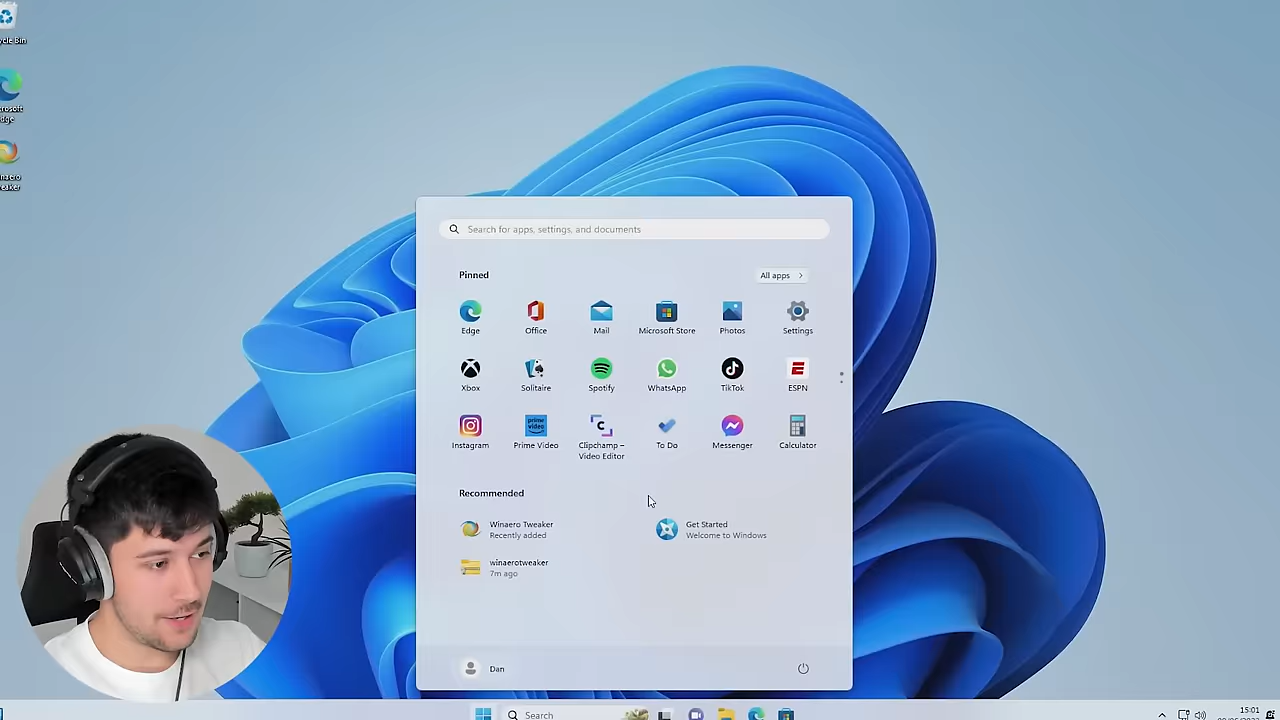 Search for apps, settings, and documents
Pinned
All apps
Edge
Office
Mail
Microsoft Store
Photos
Settings
Xbox
Solitaire
Spotify
WhatsApp
TikTok
ESPN
Instagram
prime video
Prime Video
Clipchamp –
Video Editor
To Do
Messenger
Calculator
Recommended
Winaero Tweaker
Recently added
Get Started
Welcome to Windows
winaerotweaker
7m ago
Dan
Search
15:01